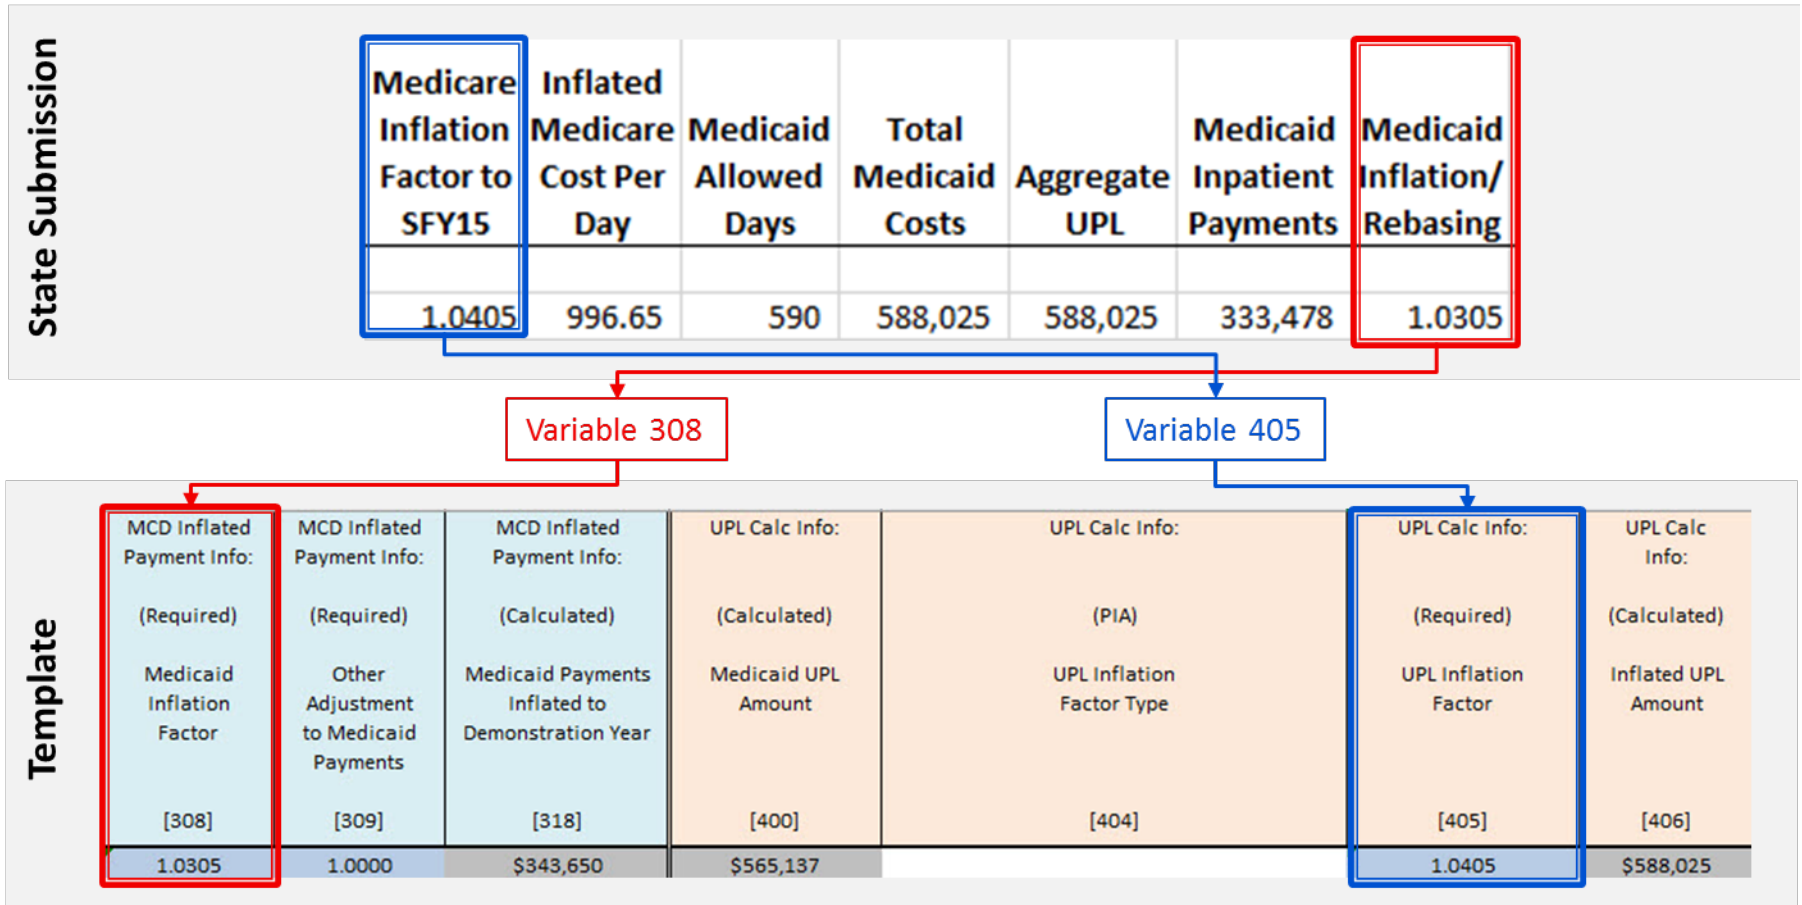 State Submission
Medicare Inflation Factor to SFY15
Inflated Medicare Cost Per Day
Medicaid Allowed Days
Total Medicaid Costs
Aggregate UPL
Medicaid Inpatient Payments
Medicaid Inflation/ Rebasing
1.0405 996.65 590 588,025 588,025 333,478 1.0305
Variable 308
Variable 405
Template
MCD Inflated Payment Info: (Required) Medicaid Inflation Factor [308]
MCD Inflated Payment Info: (Required) Other Adjustment to Medicaid Payments [309]
MCD Inflated Payment Info: (Calculated) Medicaid Payments Inflated to Demonstration Year [318]
UPL Calc Info: (Calculated) Medicaid UPL Amount [400]
UPL Calc Info: (PIA) UPL Inflation Factor Type [404]
UPL Calc Info: (Required) UPL Inflation Factor [405]
UPL Calc Info: (Calculated) Inflated UPL Amount [406]
1.0305 1.0000 $343,650 $565,137 1.0405 $588,025